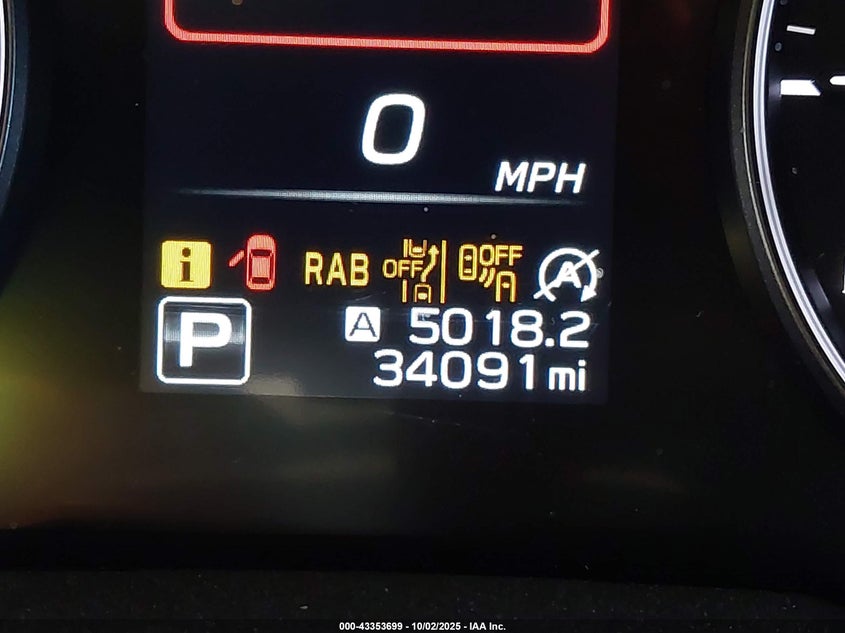 0
MPH
i RAB OFF OFF A
P A 5018.2
34091 mi
000-43353699 - 10/02/2025 - IAA Inc.